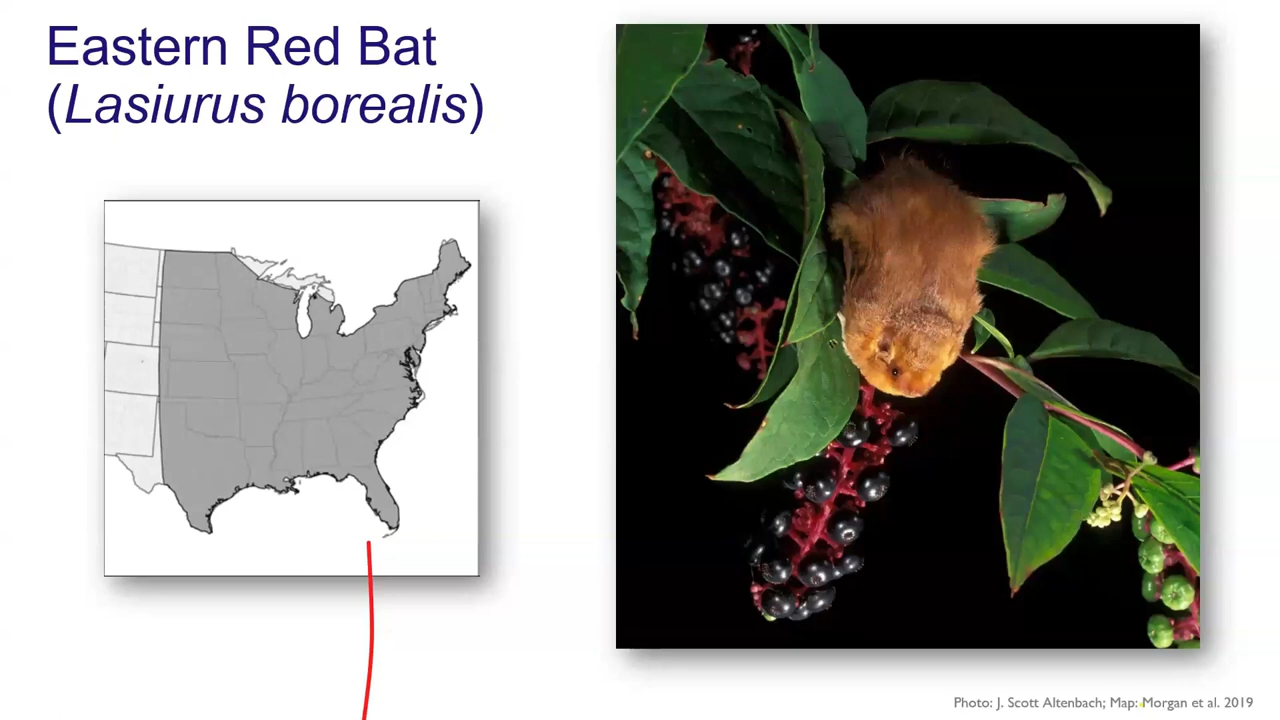 Eastern Red Bat
(Lasiurus borealis)
Photo: J. Scott Altenbach; Map: Morgan et al. 2019